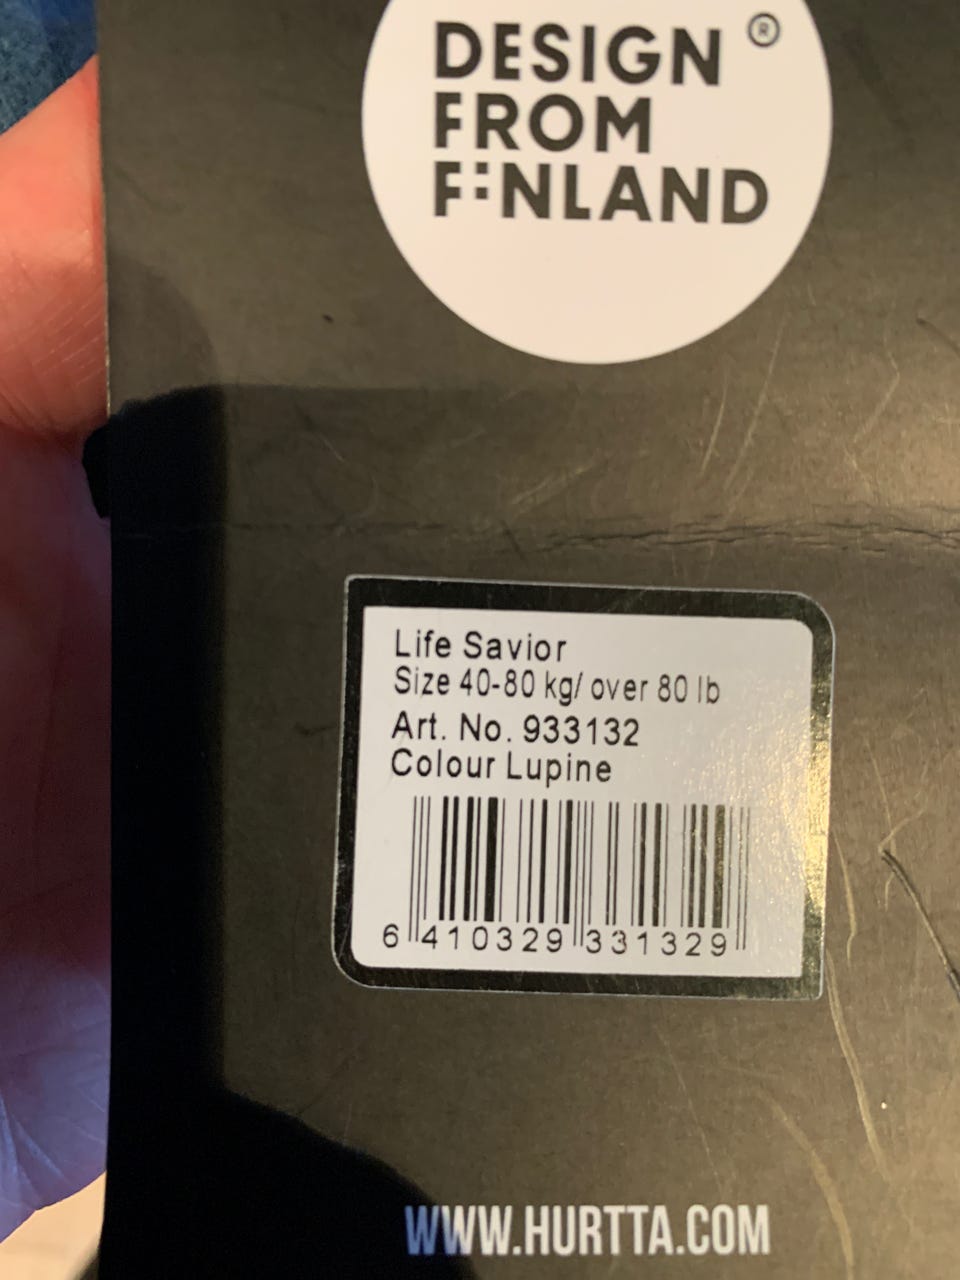 DESIGN ®
FROM
FINLAND
Life Savior
Size 40-80 kg/ over 80 lb
Art. No. 933132
Colour Lupine
6 410329 331329
WWW.HURTTA.COM